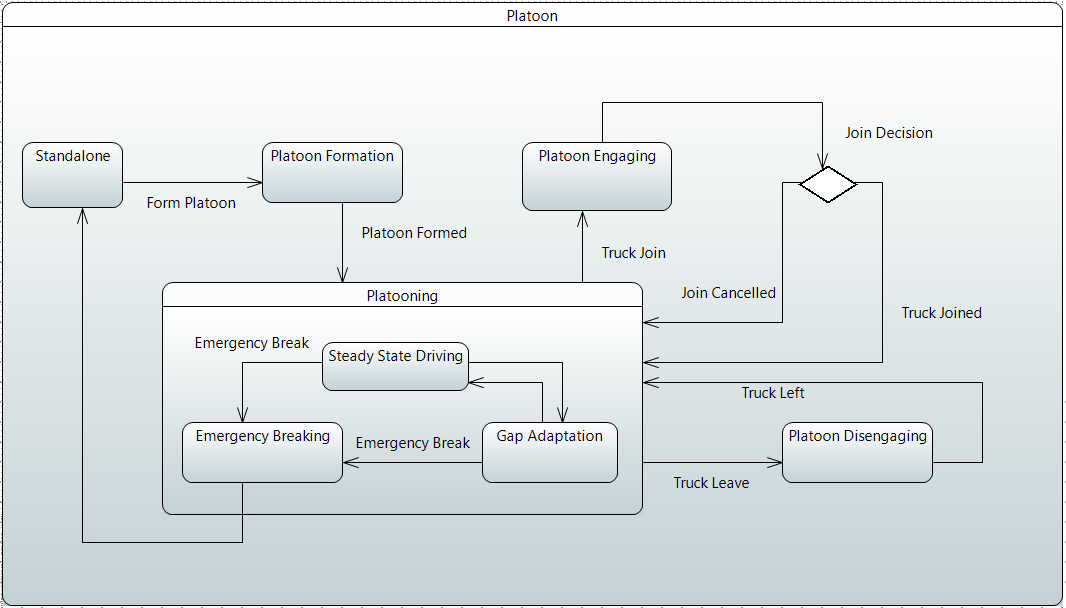 Platoon
Join Decision
Standalone
Platoon Formation
Platoon Engaging
Form Platoon
Platoon Formed
Truck Join
Platooning
Join Cancelled
Truck Joined
Emergency Break
Steady State Driving
Truck Left
Emergency Breaking
Emergency Break
Gap Adaptation
Platoon Disengaging
Truck Leave